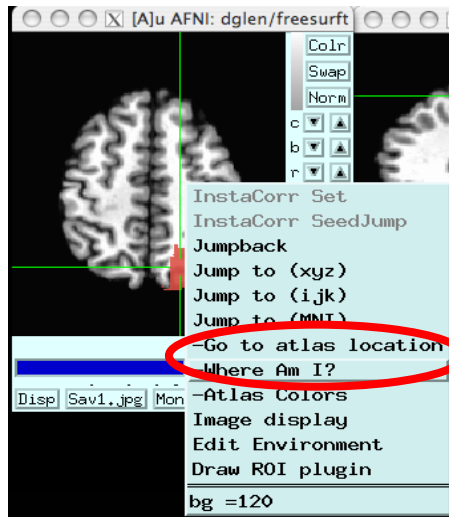 [A]u AFNI: dglen/freesurft
Colr
Swap
Norm
c
b
r
InstaCorr Set
InstaCorr SeedJump
Jumpback
Jump to (xyz)
Jump to (ijk)
Jump to (MNI)
-Go to atlas location
-Where Am I?
-Atlas Colors
Image display
Edit Environment
Draw ROI plugin
bg =120
Disp Sav1.jpg Mon